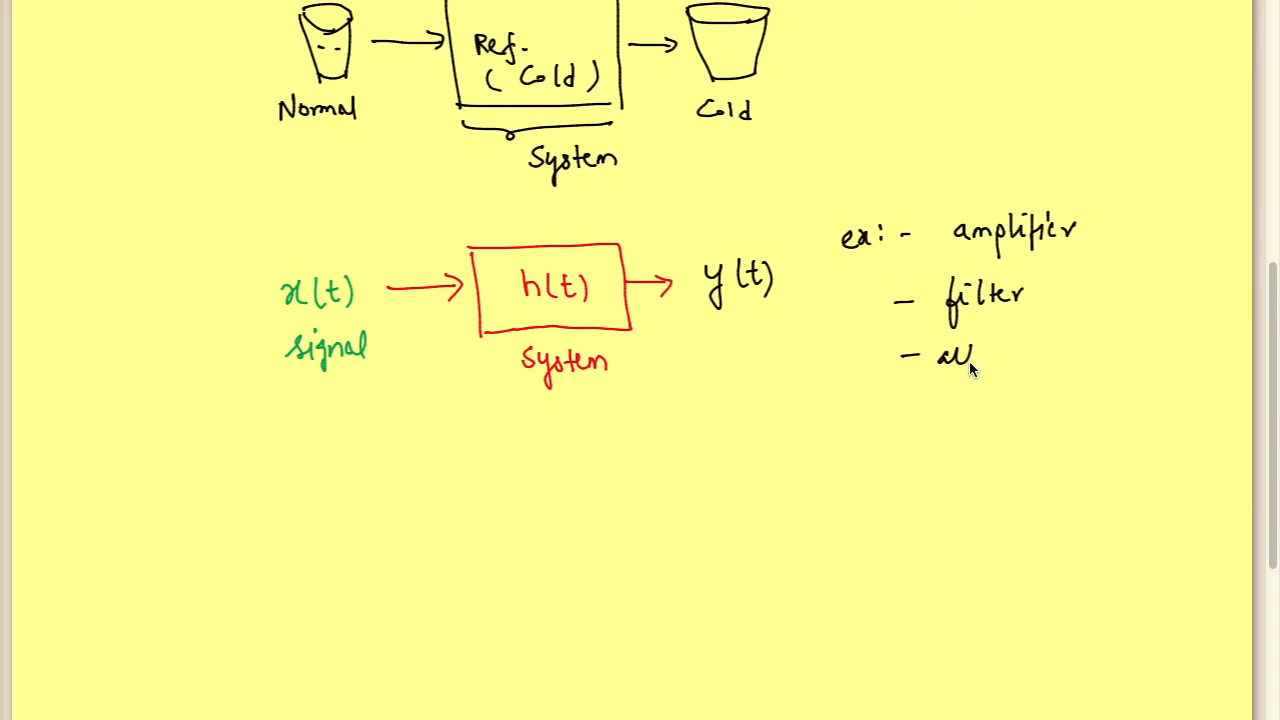 Ref.
( Cold )
Normal
Cold
System
x(t)
h(t)
y(t)
signal
system
ex: - amplifier
- filter
-